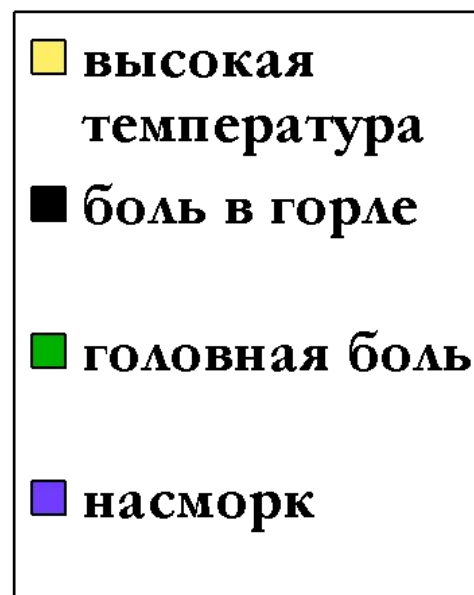 высокая
температура
боль в горле
головная боль
насморк